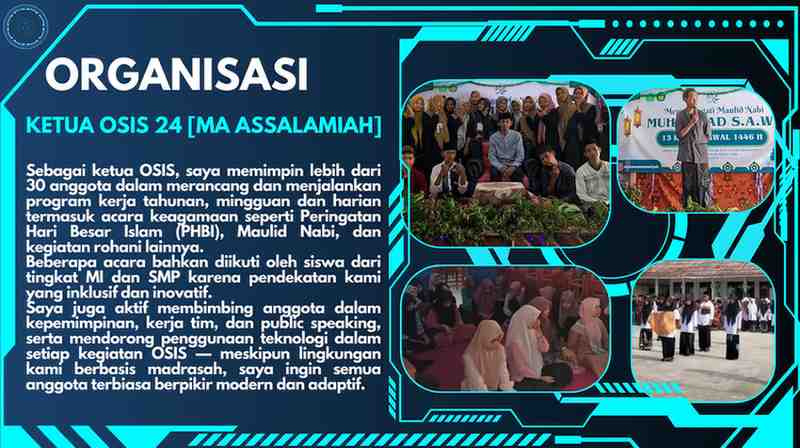 ORGANISASI
KETUA OSIS 24 [MA ASSALAMIAH]
Sebagai ketua OSIS, saya memimpin lebih dari
30 anggota dalam merancang dan menjalankan
program kerja tahunan, mingguan dan harian
termasuk acara keagamaan seperti Peringatan
Hari Besar Islam (PHBI), Maulid Nabi, dan
kegiatan rohani lainnya.
Beberapa acara bahkan diikuti oleh siswa dari
tingkat MI dan SMP karena pendekatan kami
yang inklusif dan inovatif.
Saya juga aktif membimbing anggota dalam
kepemimpinan, kerja tim, dan public speaking,
serta mendorong penggunaan teknologi dalam
setiap kegiatan OSIS — meskipun lingkungan
kami berbasis madrasah, saya ingin semua
anggota terbiasa berpikir modern dan adaptif.
Maulid Nabi
S.A.W
1446 H